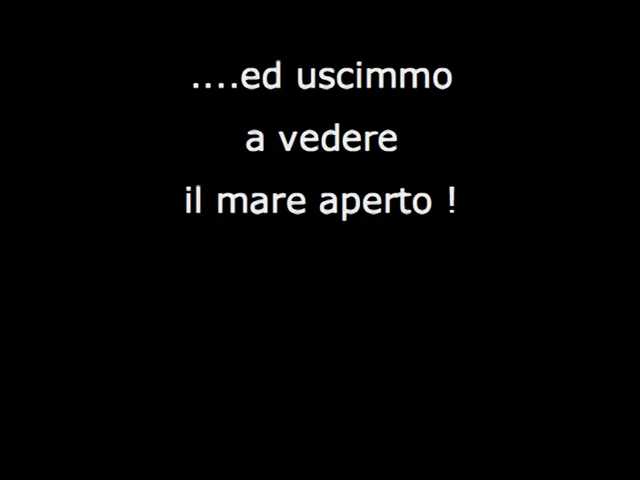 ....ed uscimmo
a vedere
il mare aperto !